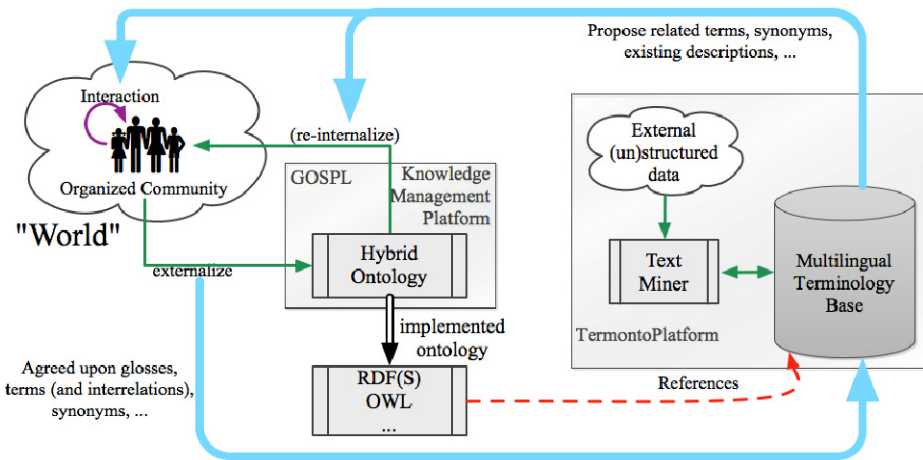 Propose related terms, synonyms,
existing descriptions, ...
Interaction
Organized Community
"World"
(re-internalize)
GOSPL
Knowledge
Management
Platform
Hybrid
Ontology
externalize
implemented
ontology
RDF(S)
OWL
...
Agreed upon glosses,
terms (and interrelations),
synonyms, ...
External
(un)structured
data
Text
Miner
Multilingual
Terminology
Base
TermontoPlatform
References